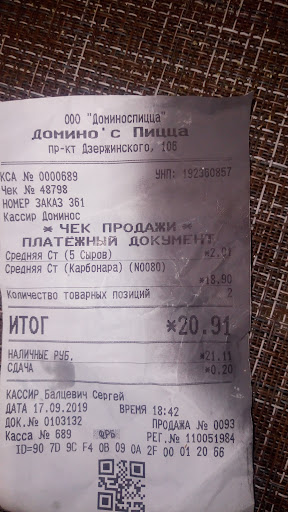 ООО "Доминоспицца"
Домино'с Пицца
пр-кт Дзержинского, 106
КСА № 0000689 УНП: 192360857
Чек № 48798
НОМЕР ЗАКАЗ 361
Кассир Доминос
* ЧЕК ПРОДАЖИ *
ПЛАТЕЖНЫЙ ДОКУМЕНТ
Средняя Ст (5 Сыров) *2.01
Средняя Ст (Карбонара) (N0080)
*18.90
Количество товарных позиций 2
ИТОГ *20.91
НАЛИЧНЫЕ РУБ. *21.11
СДАЧА *0.20
КАССИР Балцевич Сергей
ДАТА 17.09.2019 ВРЕМЯ 18:42
ДОК.№ 0103132 ПРОДАЖА № 0093
Касса № 689 РЕГ.№ 110051984
ID=90 7D 9C F4 0B 09 0A 2F 00 01 20 66